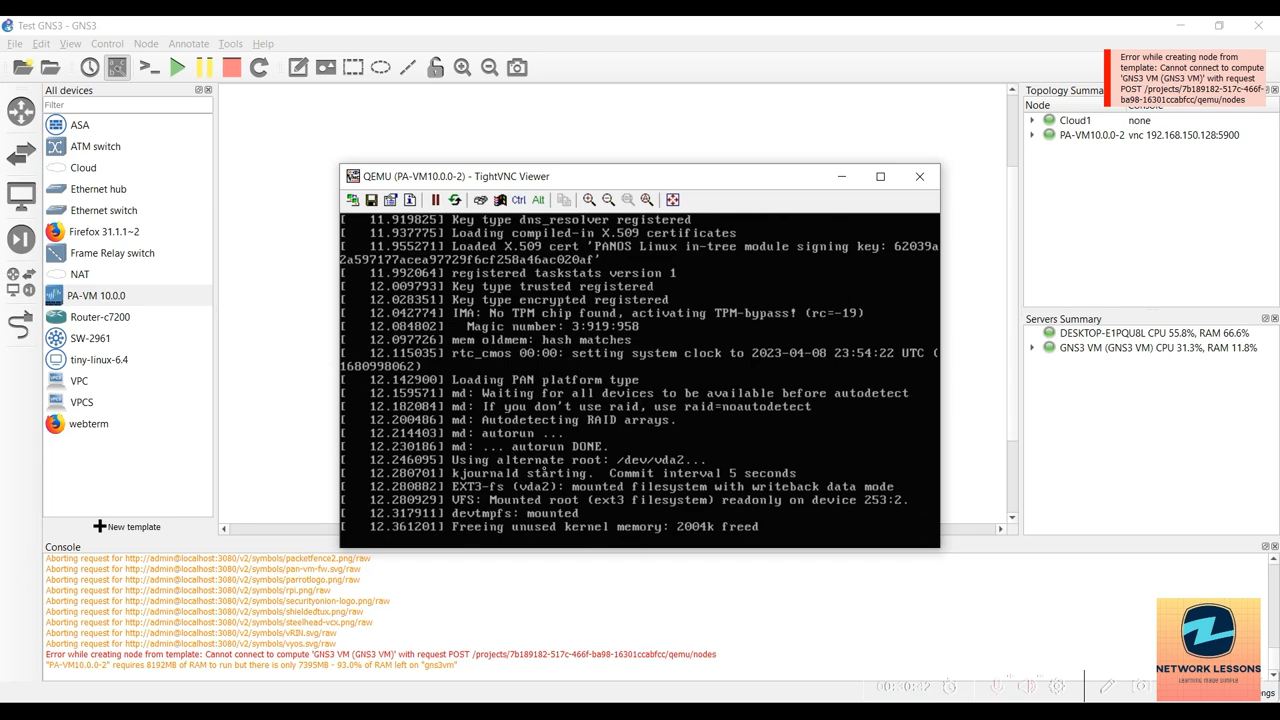 Test GNS3 - GNS3
File Edit View Control Node Annotate Tools Help
Error while creating node from
template: Cannot connect to compute
'GNS3 VM (GNS3 VM)' with request
POST /projects/7b189182-517c-466f-
ba98-16301ccabfcc/qemu/nodes
All devices
Filter
ASA
ATM switch
Cloud
Ethernet hub
Ethernet switch
Firefox 31.1.1~2
Frame Relay switch
NAT
PA-VM 10.0.0
Router-c7200
SW-2961
tiny-linux-6.4
VPC
VPCS
webterm
New template
QEMU (PA-VM10.0.0-2) - TightVNC Viewer
Ctrl Alt
[   11.919825] Key type dns_resolver registered
[   11.937775] Loading compiled-in X.509 certificates
[   11.955271] Loaded X.509 cert 'PANOS Linux in-tree module signing key: 62039a
2a597177acea97729f6cf258a46ac020af'
[   11.992064] registered taskstats version 1
[   12.009793] Key type trusted registered
[   12.028351] Key type encrypted registered
[   12.042774] IMA: No TPM chip found, activating TPM-bypass! (rc=-19)
[   12.084802]   Magic number: 3:919:958
[   12.097726] mem oldmem: hash matches
[   12.115035] rtc_cmos 00:00: setting system clock to 2023-04-08 23:54:22 UTC (
1680998062)
[   12.142900] Loading PAN platform type
[   12.159571] md: Waiting for all devices to be available before autodetect
[   12.182084] md: If you don't use raid, use raid=noautodetect
[   12.200486] md: Autodetecting RAID arrays.
[   12.214403] md: autorun ...
[   12.230186] md: ... autorun DONE.
[   12.246095] Using alternate root: /dev/vda2...
[   12.280701] kjournald starting.  Commit interval 5 seconds
[   12.280882] EXT3-fs (vda2): mounted filesystem with writeback data mode
[   12.280929] VFS: Mounted root (ext3 filesystem) readonly on device 253:2.
[   12.317911] devtmpfs: mounted
[   12.361201] Freeing unused kernel memory: 2004k freed
Topology Summa
Node Console
Cloud1 none
PA-VM10.0.0-2 vnc 192.168.150.128:5900
Servers Summary
DESKTOP-E1PQU8L CPU 55.8%, RAM 66.6%
GNS3 VM (GNS3 VM) CPU 31.3%, RAM 11.8%
Console
Aborting request for http://admin@localhost:3080/v2/symbols/packetfence2.png/raw
Aborting request for http://admin@localhost:3080/v2/symbols/pan-vm-fw.svg/raw
Aborting request for http://admin@localhost:3080/v2/symbols/parrotlogo.png/raw
Aborting request for http://admin@localhost:3080/v2/symbols/rpi.png/raw
Aborting request for http://admin@localhost:3080/v2/symbols/securityonion-logo.png/raw
Aborting request for http://admin@localhost:3080/v2/symbols/shieldedtux.png/raw
Aborting request for http://admin@localhost:3080/v2/symbols/steelhead-vcx.png/raw
Aborting request for http://admin@localhost:3080/v2/symbols/vRIN.svg/raw
Aborting request for http://admin@localhost:3080/v2/symbols/vyos.svg/raw
Error while creating node from template: Cannot connect to compute 'GNS3 VM (GNS3 VM)' with request POST /projects/7b189182-517c-466f-ba98-16301ccabfcc/qemu/nodes
"PA-VM10.0.0-2" requires 8192MB of RAM to run but there is only 7395MB - 93.0% of RAM left on "gns3vm"
NETWORK LESSONS
LEARNING MADE SIMPLE
00:30:42
ngs